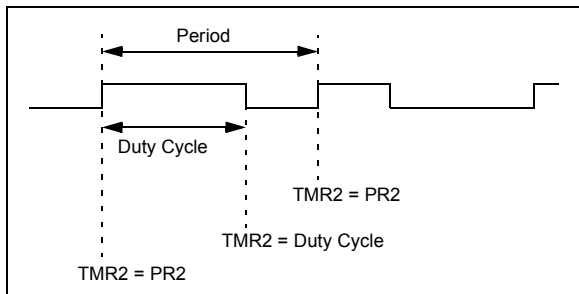 Period
Duty Cycle
TMR2 = PR2
TMR2 = Duty Cycle
TMR2 = PR2